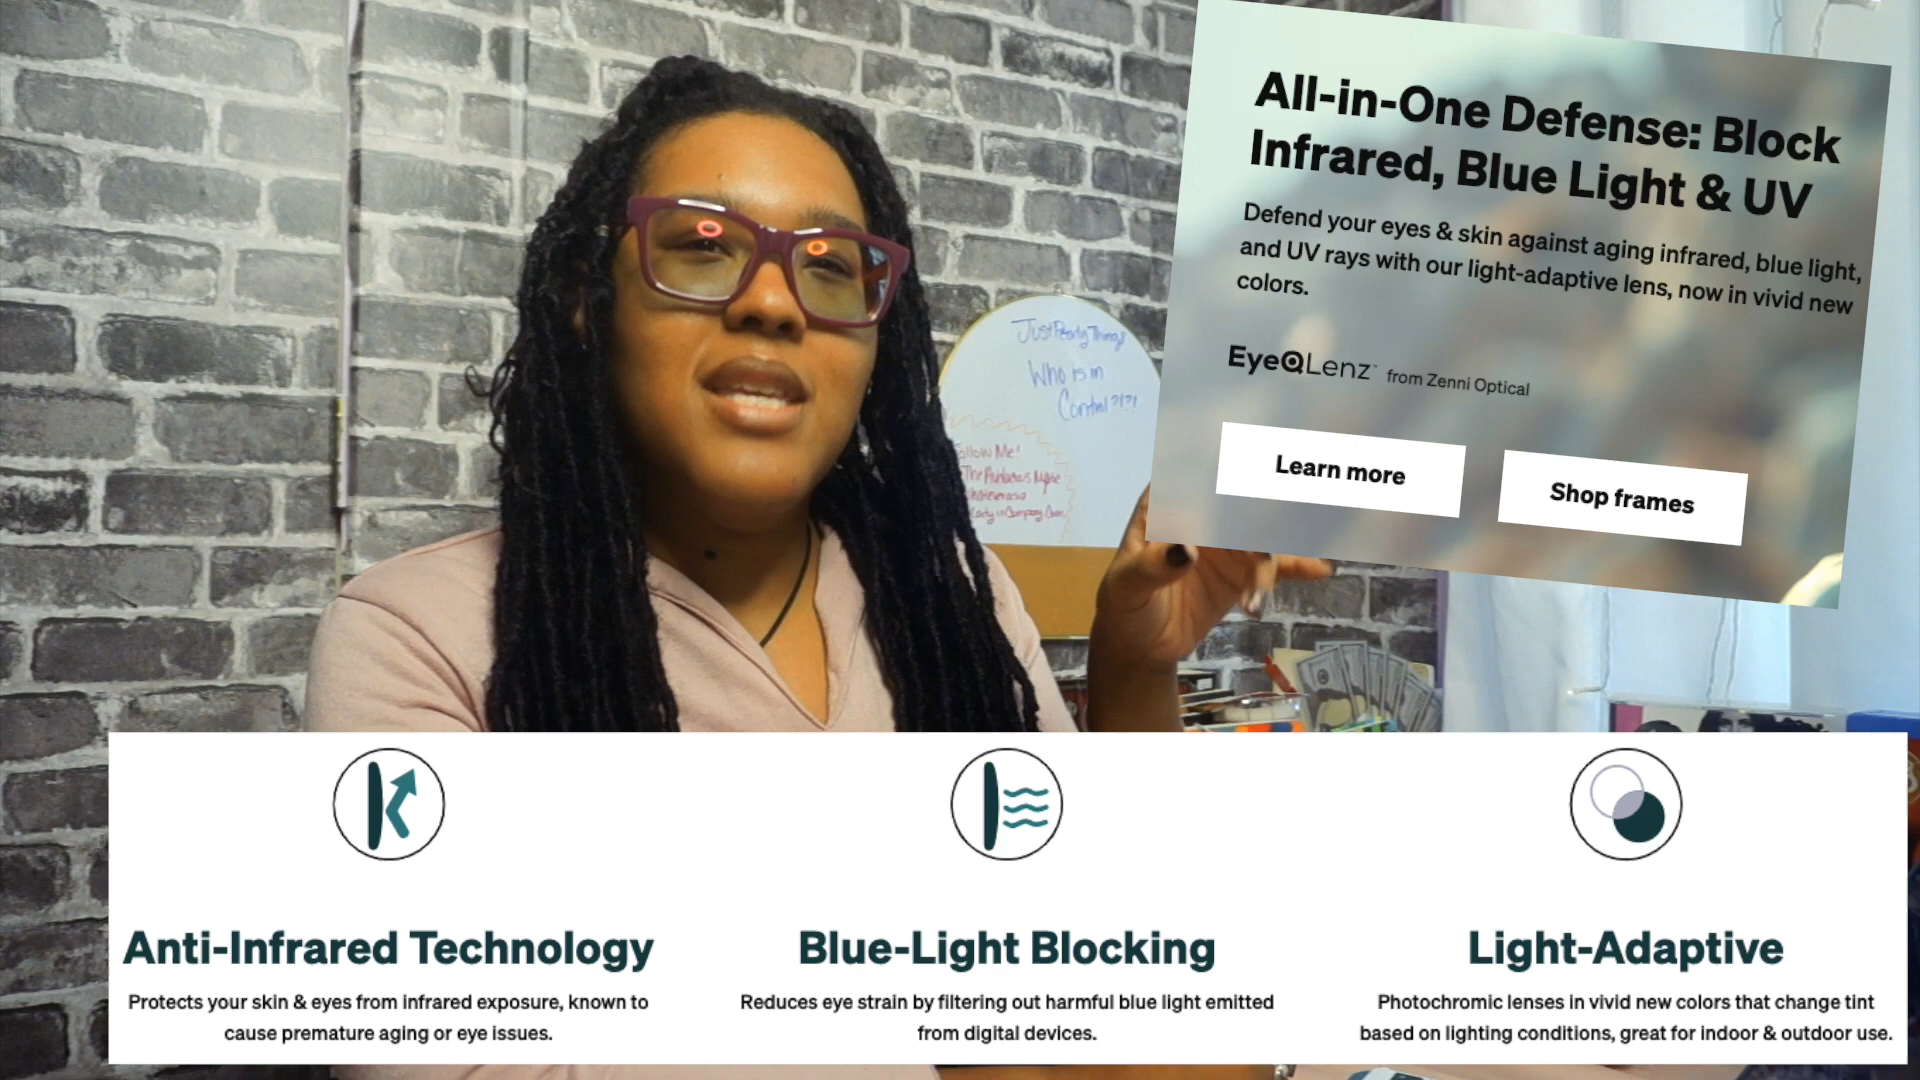 All-in-One Defense: Block
Infrared, Blue Light & UV
Defend your eyes & skin against aging infrared, blue light,
and UV rays with our light-adaptive lens, now in vivid new
colors.
EyeQLenz™ from Zenni Optical
Learn more
Shop frames
Who is in
Control?!?!
Follow Me!
Anti-Infrared Technology
Protects your skin & eyes from infrared exposure, known to
cause premature aging or eye issues.
Blue-Light Blocking
Reduces eye strain by filtering out harmful blue light emitted
from digital devices.
Light-Adaptive
Photochromic lenses in vivid new colors that change tint
based on lighting conditions, great for indoor & outdoor use.